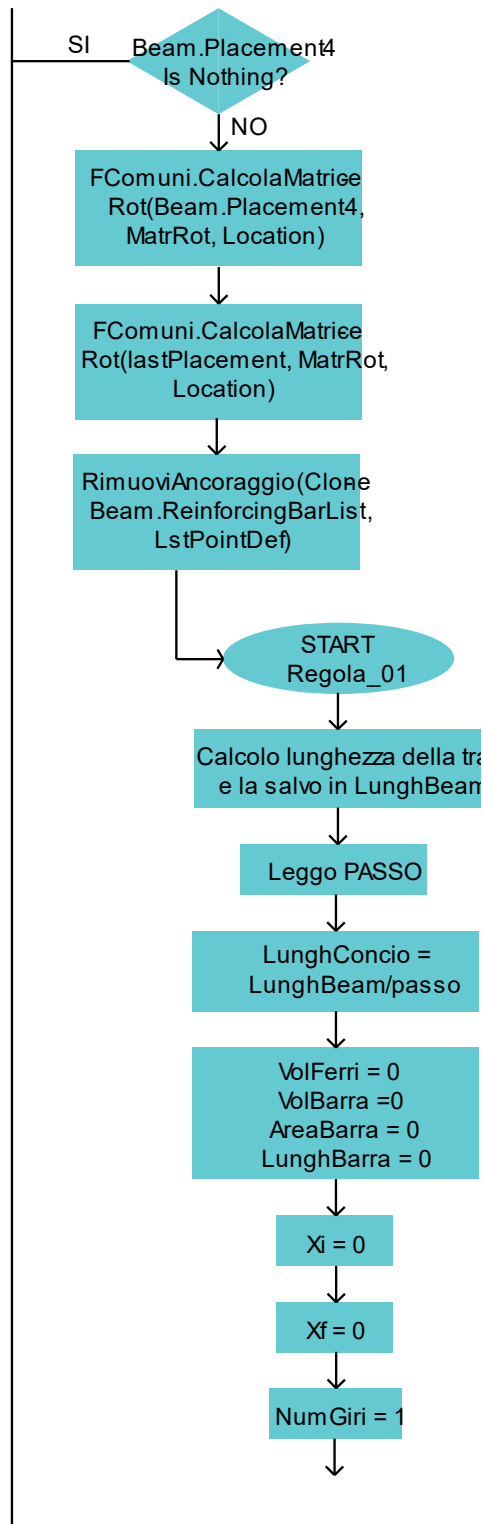 SI
Beam.Placement4
Is Nothing?
NO
FComuni.CalcolaMatrice-
Rot(Beam.Placement4,
MatrRot, Location)
FComuni.CalcolaMatrice-
Rot(lastPlacement, MatrRot,
Location)
RimuoviAncoraggio(Clone-
Beam.ReinforcingBarList,
LstPointDef)
START
Regola_01
Calcolo lunghezza della tra
e la salvo in LunghBeam
Leggo PASSO
LunghConcio =
LunghBeam/passo
VolFerri = 0
VolBarra =0
AreaBarra = 0
LunghBarra = 0
Xi = 0
Xf = 0
NumGiri = 1